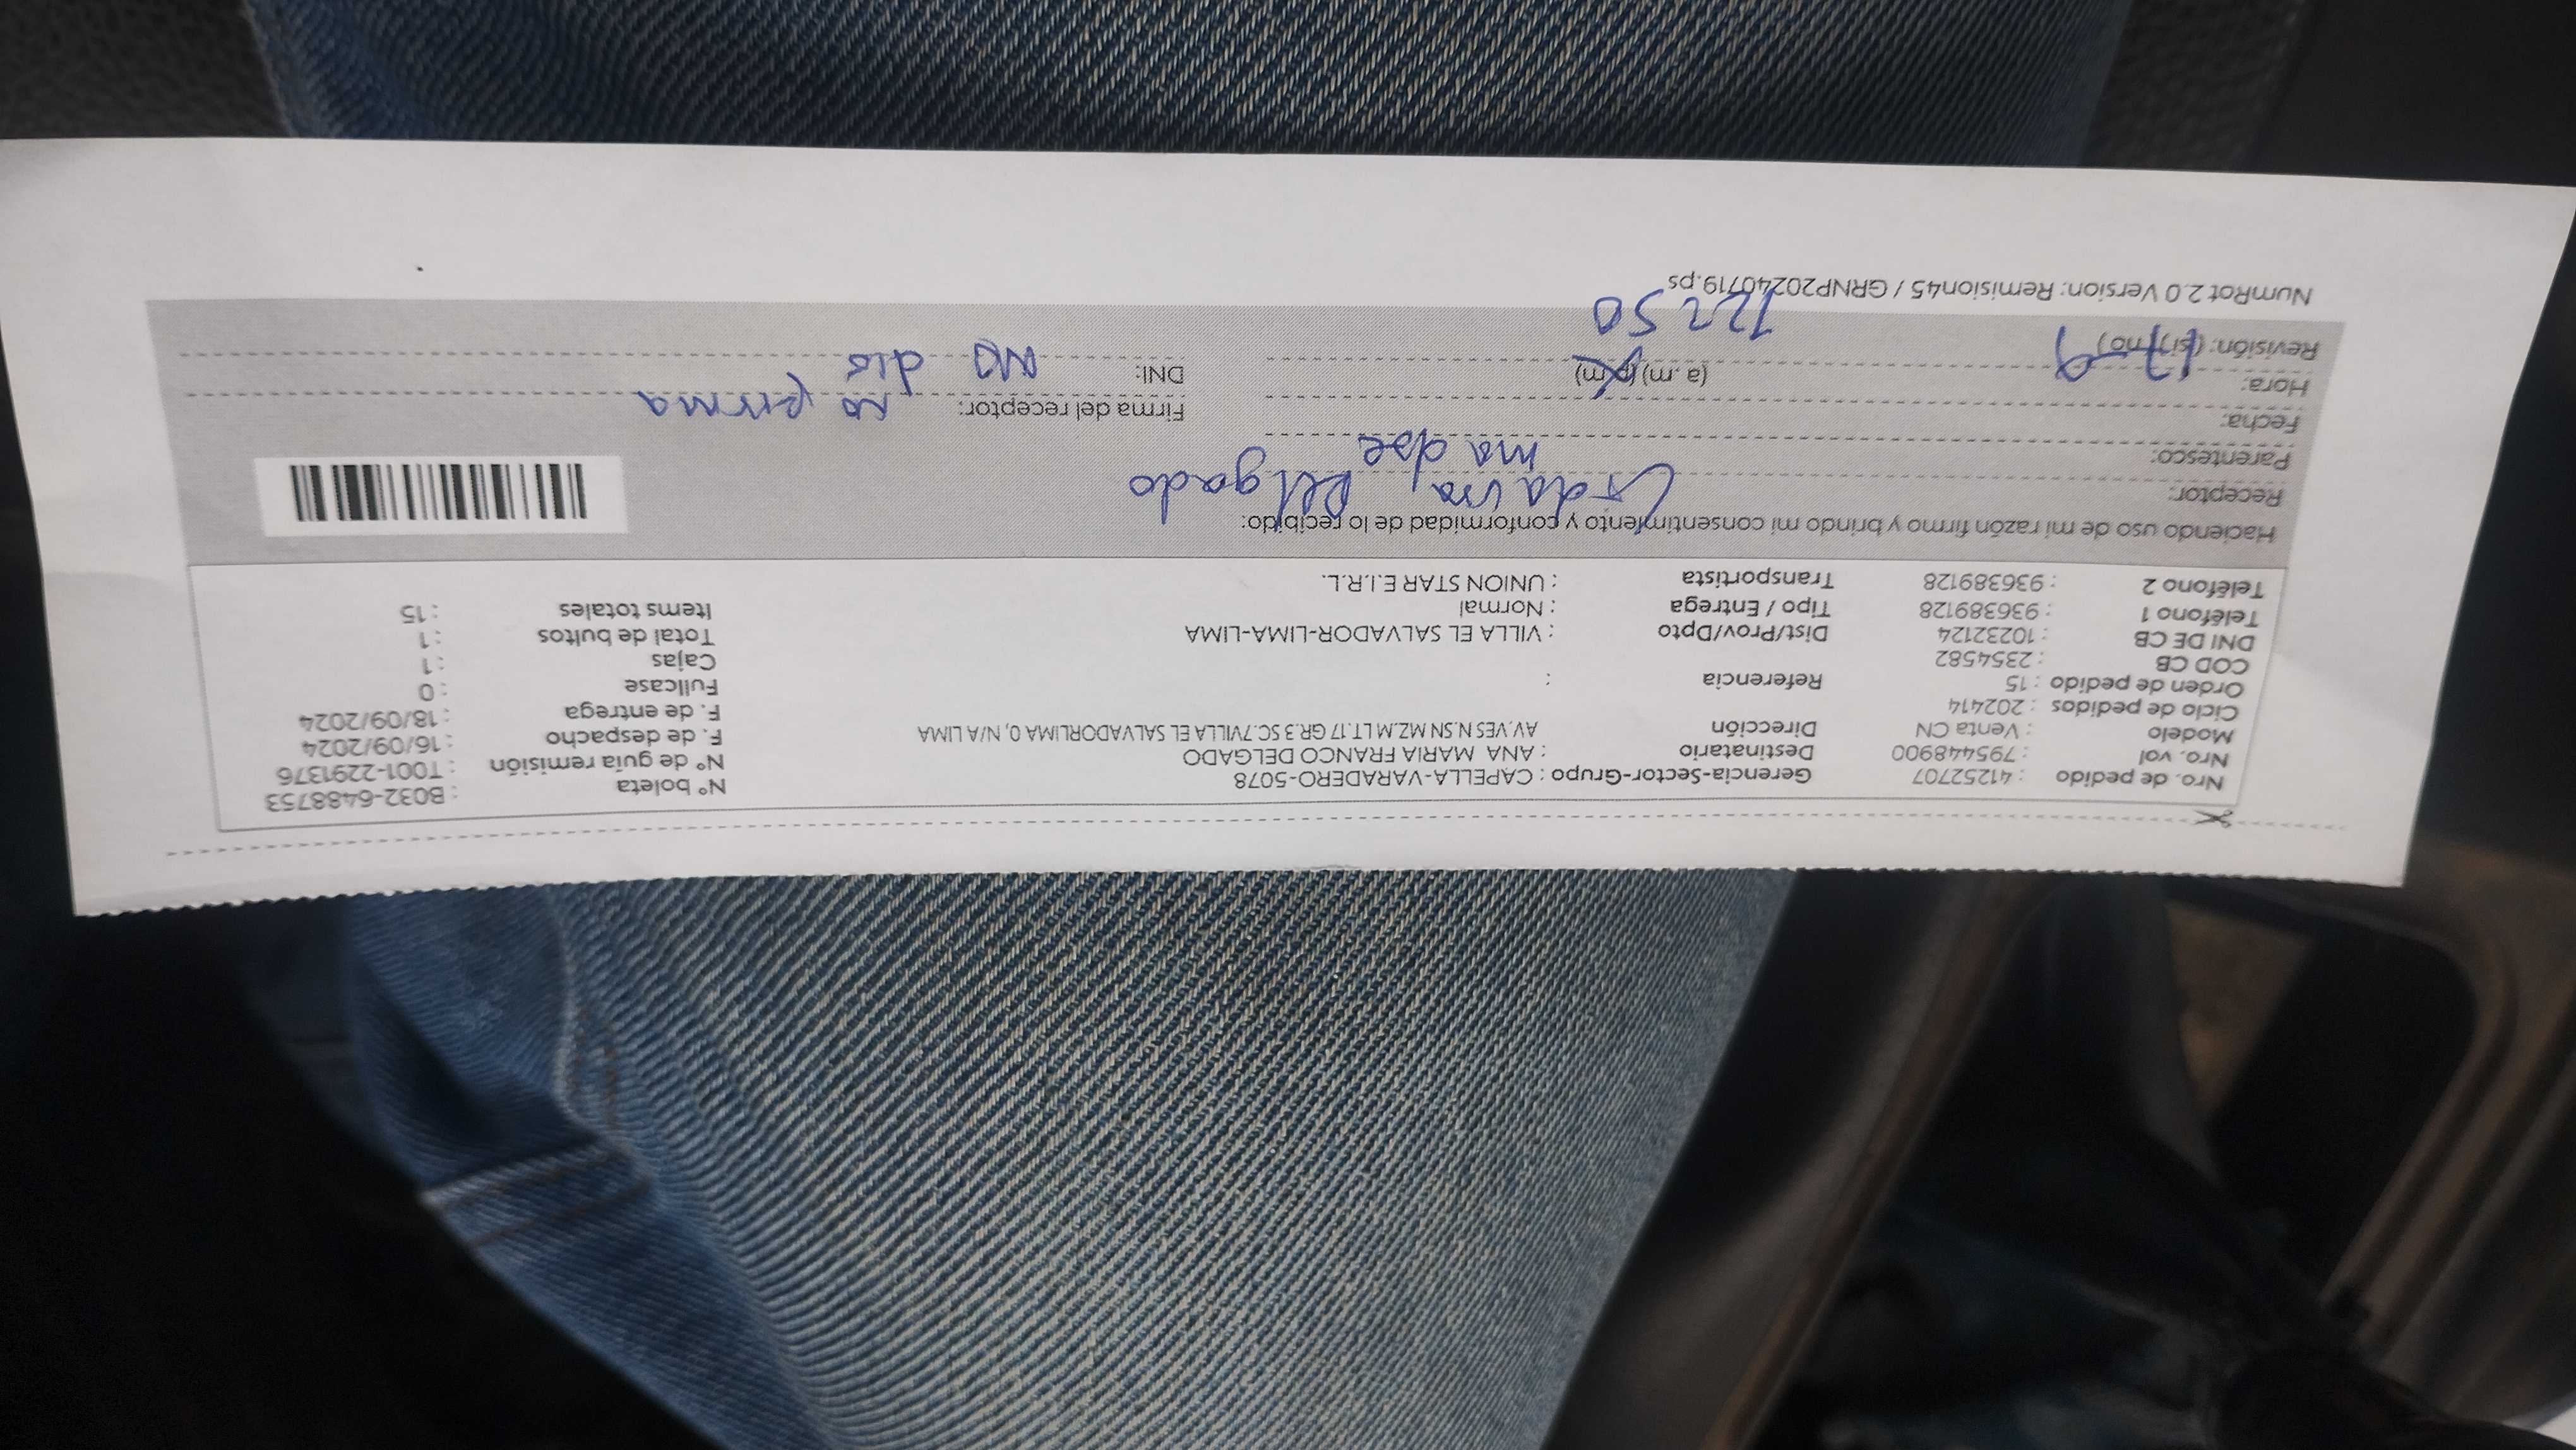 Nro. de pedido : 41252707 Gerencia-Sector-Grupo : CAPELLA-VARADERO-5078 N° boleta : B032-6488753
Nro. vol : 795448900 Destinatario : ANA MARIA FRANCO DELGADO N° de guía remisión : T001-2291376
Modelo : Venta CN Dirección AV.VES N.SN MZ.M LT.17 GR.3 SC.7VILLA EL SALVADORLIMA 0, N/A LIMA F. de despacho : 16/09/2024
Ciclo de pedidos : 202414 F. de entrega : 18/09/2024
Orden de pedido : 15 Referencia : Fullcase : 0
COD CB : 2354582 Cajas : 1
DNI DE CB : 10232124 Dist/Prov/Dpto : VILLA EL SALVADOR-LIMA-LIMA Total de bultos : 1
Teléfono 1 : 936389128 Tipo / Entrega : Normal Items totales : 15
Teléfono 2 : 936389128 Transportista : UNION STAR E.I.R.L.
Haciendo uso de mi razón firmo y brindo mi consentimiento y conformidad de lo recibido:
Receptor: Delgado
Parentesco: madre
Fecha: Firma del receptor: no firma
Hora: (a.m) (p.m) DNI: no dio
Revisión: (si) (no) 17-9 12 50
NumRot 2.0 Version: Remision45 / GRNP20240719.ps